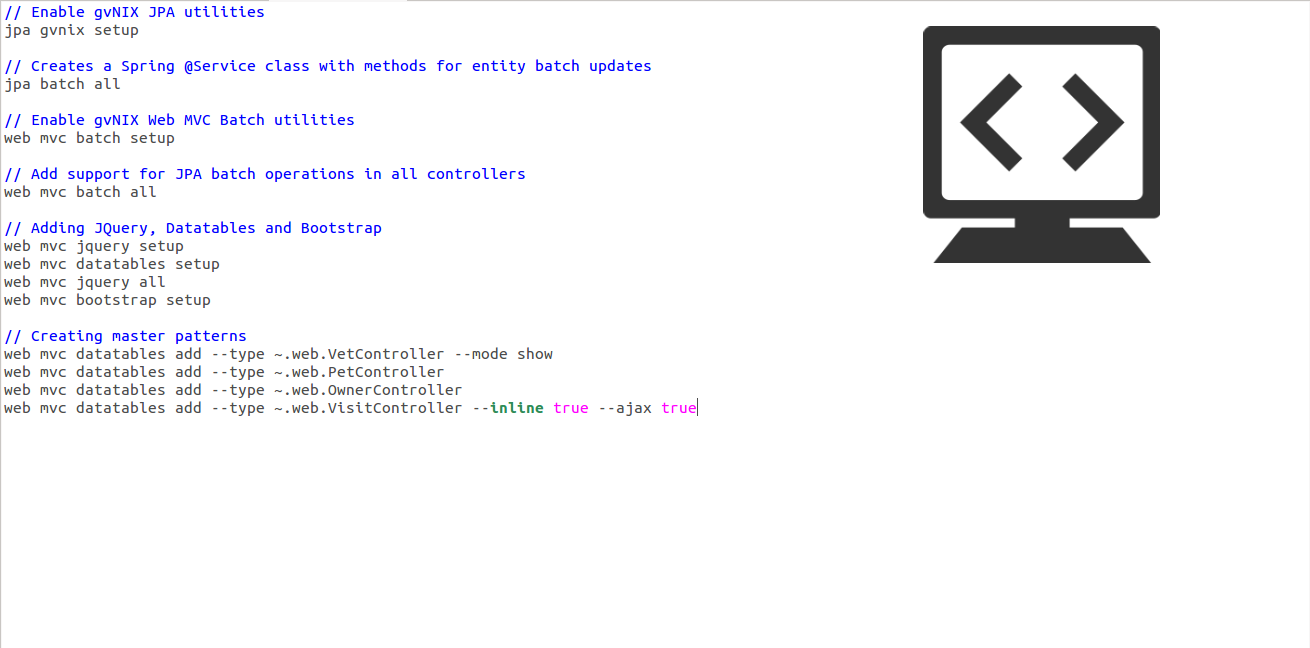 // Enable gvNIX JPA utilities
jpa gvnix setup
// Creates a Spring @Service class with methods for entity batch updates
jpa batch all
// Enable gvNIX Web MVC Batch utilities
web mvc batch setup
// Add support for JPA batch operations in all controllers
web mvc batch all
// Adding JQuery, Datatables and Bootstrap
web mvc jquery setup
web mvc datatables setup
web mvc jquery all
web mvc bootstrap setup
// Creating master patterns
web mvc datatables add --type ~.web.VetController --mode show
web mvc datatables add --type ~.web.PetController
web mvc datatables add --type ~.web.OwnerController
web mvc datatables add --type ~.web.VisitController --inline true --ajax true